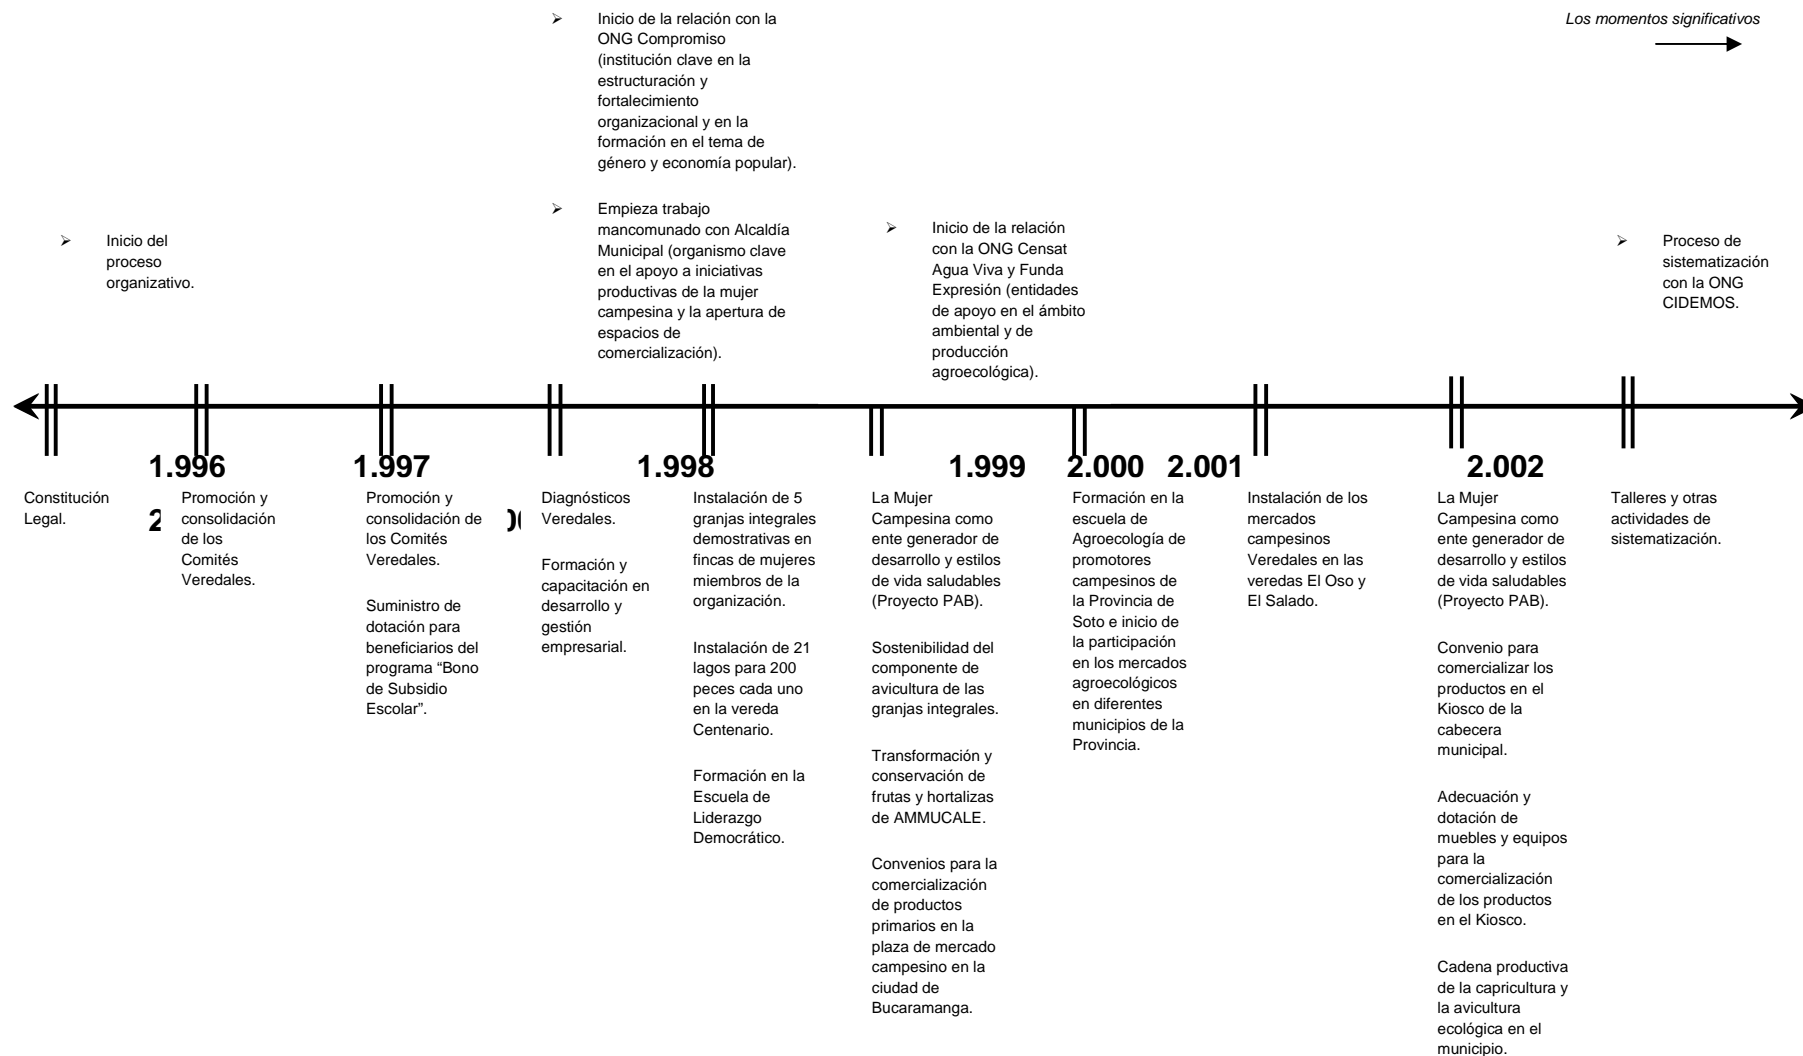 Inicio de la relación con la
ONG Compromiso
(institución clave en la
estructuración y
fortalecimiento
organizacional y en la
formación en el tema de
género y economía popular).
Los momentos significativos
Empieza trabajo
mancomunado con Alcaldía
Municipal (organismo clave
en el apoyo a iniciativas
productivas de la mujer
campesina y la apertura de
espacios de
comercialización).
Inicio del
proceso
organizativo.
Inicio de la relación
con la ONG Censat
Agua Viva y Funda
Expresión (entidades
de apoyo en el ámbito
ambiental y de
producción
agroecológica).
Proceso de
sistematización
con la ONG
CIDEMOS.
1.996 1.997 1.998 1.999 2.000 2.001 2.002
Constitución
Legal.
Promoción y
consolidación
de los
Comités
Veredales.
Promoción y
consolidación de
los Comités
Veredales.
Suministro de
dotación para
beneficiarios del
programa “Bono
de Subsidio
Escolar”.
Diagnósticos
Veredales.
Formación y
capacitación en
desarrollo y
gestión
empresarial.
Instalación de 5
granjas integrales
demostrativas en
fincas de mujeres
miembros de la
organización.
Instalación de 21
lagos para 200
peces cada uno
en la vereda
Centenario.
Formación en la
Escuela de
Liderazgo
Democrático.
La Mujer
Campesina como
ente generador de
desarrollo y estilos
de vida saludables
(Proyecto PAB).
Sostenibilidad del
componente de
avicultura de las
granjas integrales.
Transformación y
conservación de
frutas y hortalizas
de AMMUCALE.
Convenios para la
comercialización
de productos
primarios en la
plaza de mercado
campesino en la
ciudad de
Bucaramanga.
Formación en la
escuela de
Agroecología de
promotores
campesinos de
la Provincia de
Soto e inicio de
la participación
en los mercados
agroecológicos
en diferentes
municipios de la
Provincia.
Instalación de los
mercados
campesinos
Veredales en las
veredas El Oso y
El Salado.
La Mujer
Campesina como
ente generador de
desarrollo y estilos
de vida saludables
(Proyecto PAB).
Convenio para
comercializar los
productos en el
Kiosco de la
cabecera
municipal.
Adecuación y
dotación de
muebles y equipos
para la
comercialización
de los productos
en el Kiosco.
Cadena productiva
de la capricultura y
la avicultura
ecológica en el
municipio.
Talleres y otras
actividades de
sistematización.